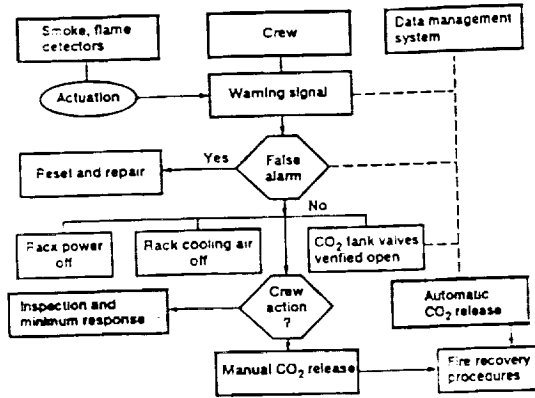 Smoke, flame
detectors
Crew
Data management
system
Actuation
Warning signal
Yes
False
alarm
Reset and repair
No
Rack power
off
Rack cooling air
off
CO2 tank valves
verified open
Inspection and
minimum response
Crew
action
?
Automatic
CO2 release
Manual CO2 release
Fire recovery
procedures